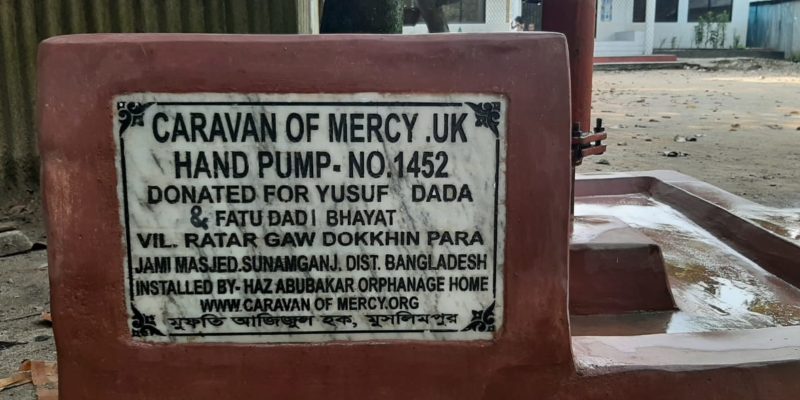 CARAVAN OF MERCY .UK
HAND PUMP- NO.1452
DONATED FOR YUSUF DADA
& FATU DADI BHAYAT
VIL. RATAR GAW DOKKHIN PARA
JAMI MASJED.SUNAMGANJ. DIST. BANGLADESH
INSTALLED BY- HAZ ABUBAKAR ORPHANAGE HOME
WWW.CARAVAN OF MERCY.ORG
মুফতি আজিজুল হক, মুসলিমপুর